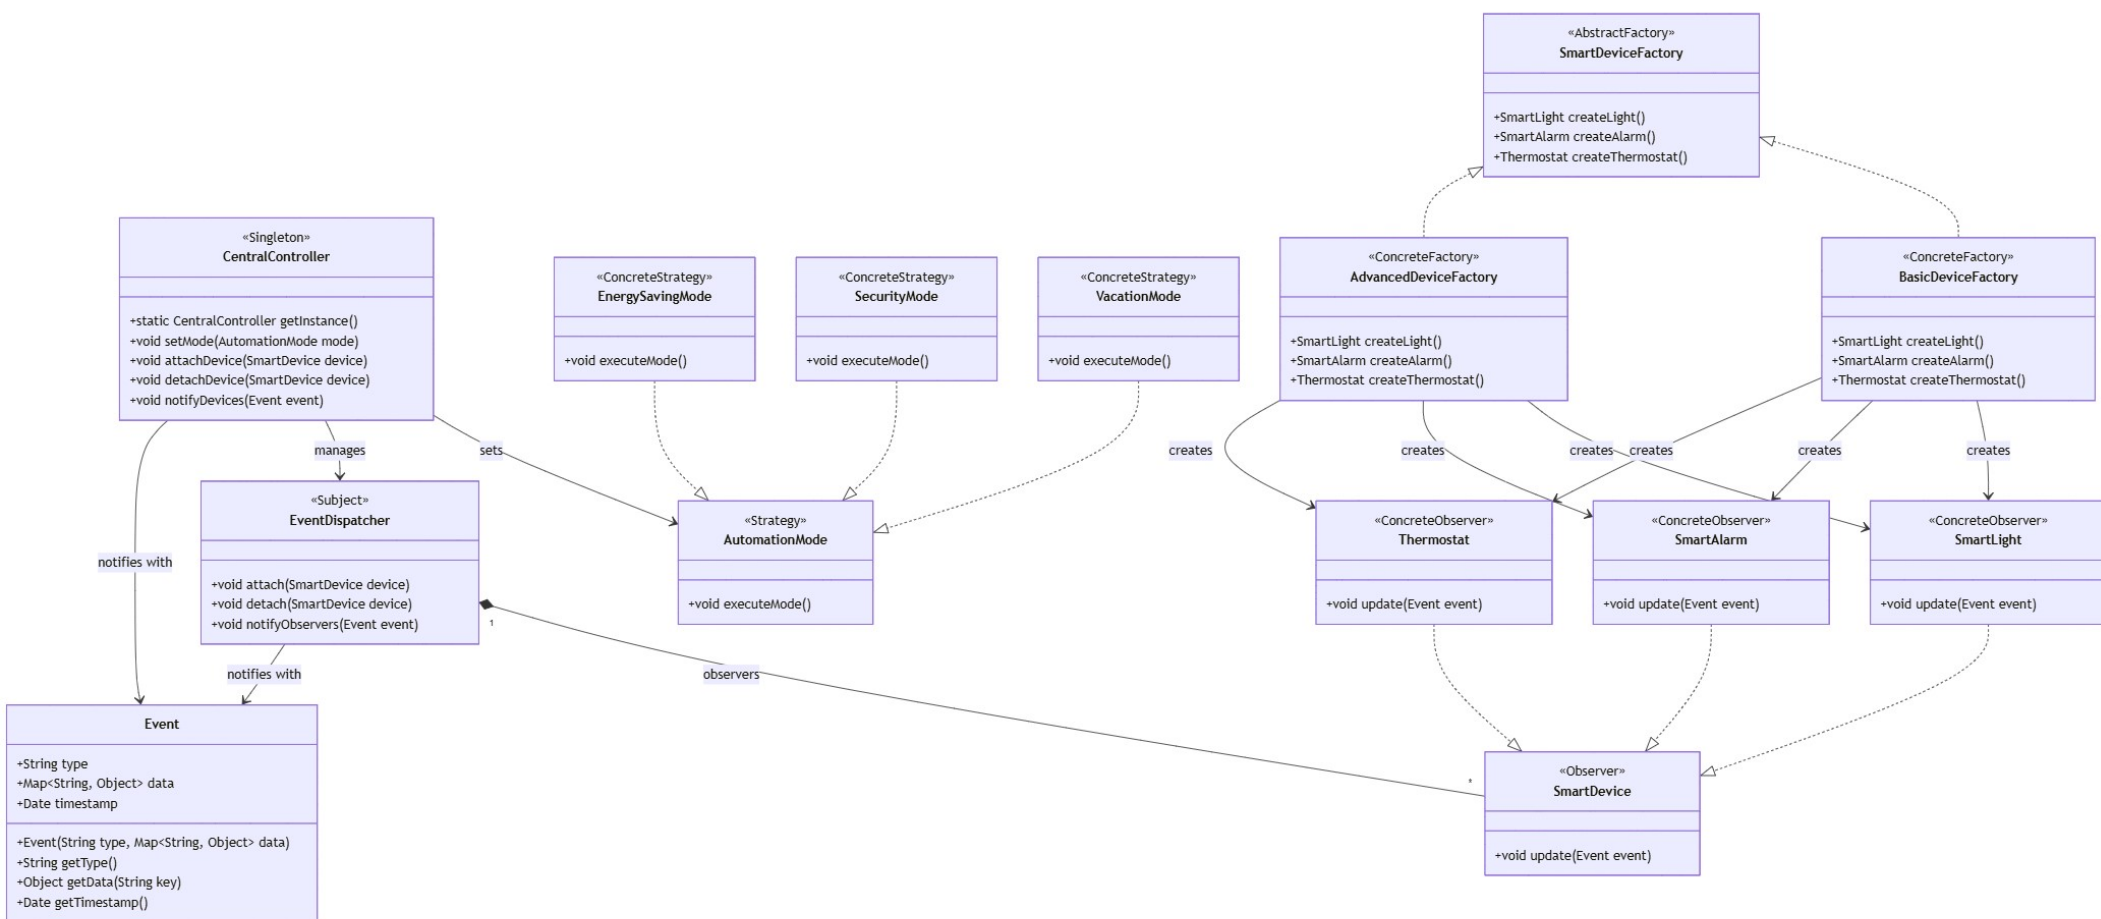 «AbstractFactory»
SmartDeviceFactory
+SmartLight createLight()
+SmartAlarm createAlarm()
+Thermostat createThermostat()
«Singleton»
CentralController
+static CentralController getInstance()
+void setMode(AutomationMode mode)
+void attachDevice(SmartDevice device)
+void detachDevice(SmartDevice device)
+void notifyDevices(Event event)
«ConcreteStrategy»
EnergySavingMode
+void executeMode()
«ConcreteStrategy»
SecurityMode
+void executeMode()
«ConcreteStrategy»
VacationMode
+void executeMode()
«ConcreteFactory»
AdvancedDeviceFactory
+SmartLight createLight()
+SmartAlarm createAlarm()
+Thermostat createThermostat()
«ConcreteFactory»
BasicDeviceFactory
+SmartLight createLight()
+SmartAlarm createAlarm()
+Thermostat createThermostat()
manages
sets
creates
creates
creates
creates
creates
creates
«Subject»
EventDispatcher
+void attach(SmartDevice device)
+void detach(SmartDevice device)
+void notifyObservers(Event event)
«Strategy»
AutomationMode
+void executeMode()
«ConcreteObserver»
Thermostat
+void update(Event event)
«ConcreteObserver»
SmartAlarm
+void update(Event event)
«ConcreteObserver»
SmartLight
+void update(Event event)
notifies with
1
notifies with
observers
*
Event
+String type
+Map<String, Object> data
+Date timestamp
+Event(String type, Map<String, Object> data)
+String getType()
+Object getData(String key)
+Date getTimestamp()
«Observer»
SmartDevice
+void update(Event event)